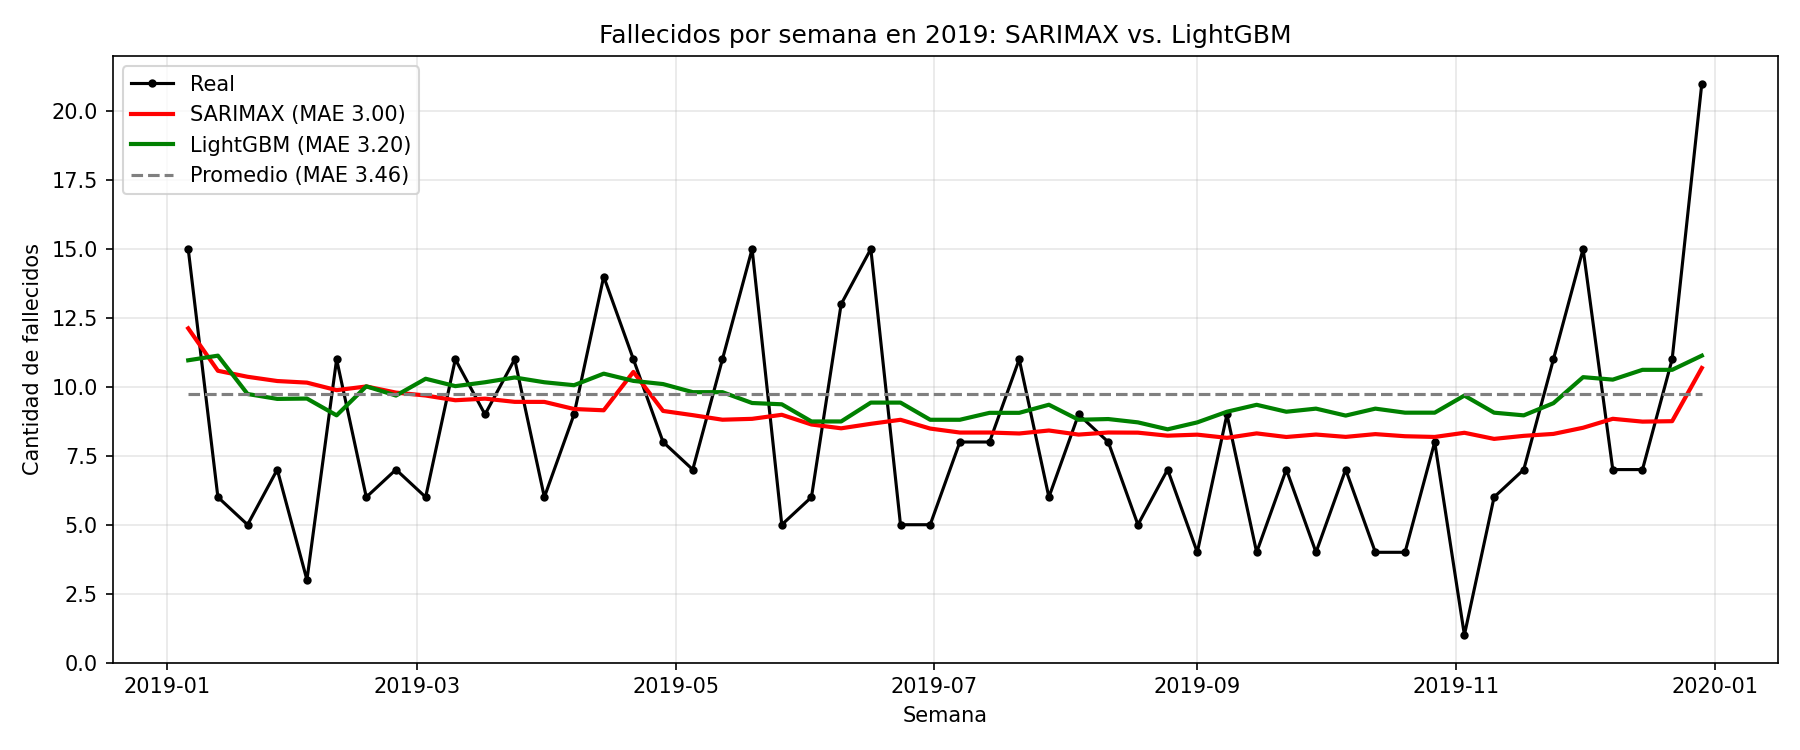 Fallecidos por semana en 2019: SARIMAX vs. LightGBM
Real
SARIMAX (MAE 3.00)
LightGBM (MAE 3.20)
Promedio (MAE 3.46)
Cantidad de fallecidos
20.0
17.5
15.0
12.5
10.0
7.5
5.0
2.5
0.0
2019-01
2019-03
2019-05
2019-07
2019-09
2019-11
2020-01
Semana